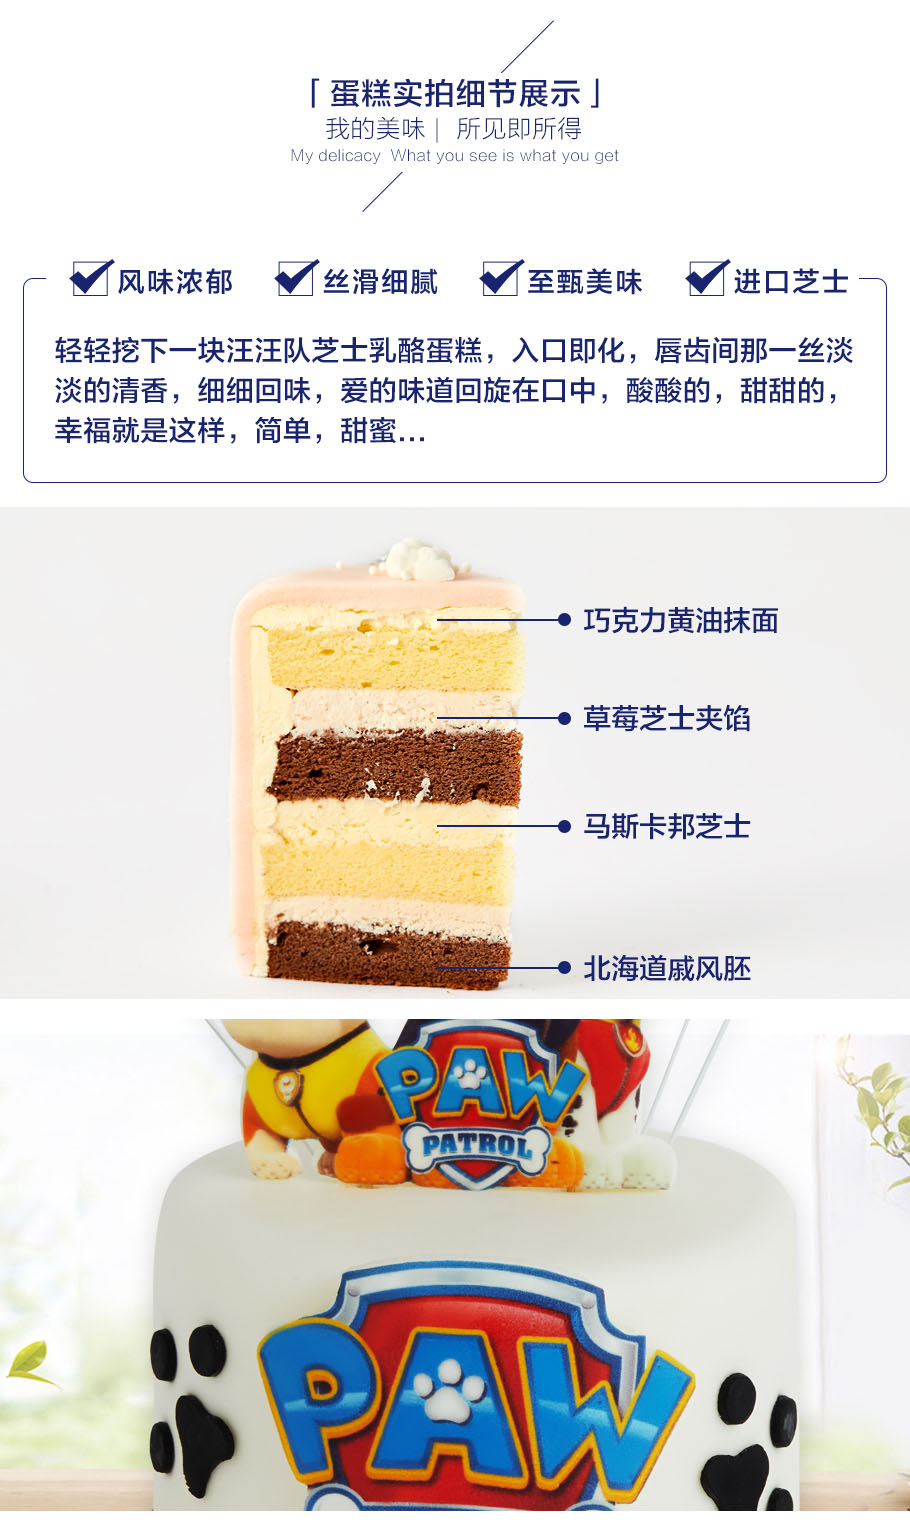 「蛋糕实拍细节展示」
我的美味｜ 所见即所得
My delicacy What you see is what you get
风味浓郁 丝滑细腻 至甄美味 进口芝士
轻轻挖下一块汪汪队芝士乳酪蛋糕，入口即化，唇齿间那一丝淡
淡的清香，细细回味，爱的味道回旋在口中，酸酸的，甜甜的，
幸福就是这样，简单，甜蜜...
巧克力黄油抹面
草莓芝士夹馅
马斯卡邦芝士
北海道戚风胚
PAW
PATROL
PAW